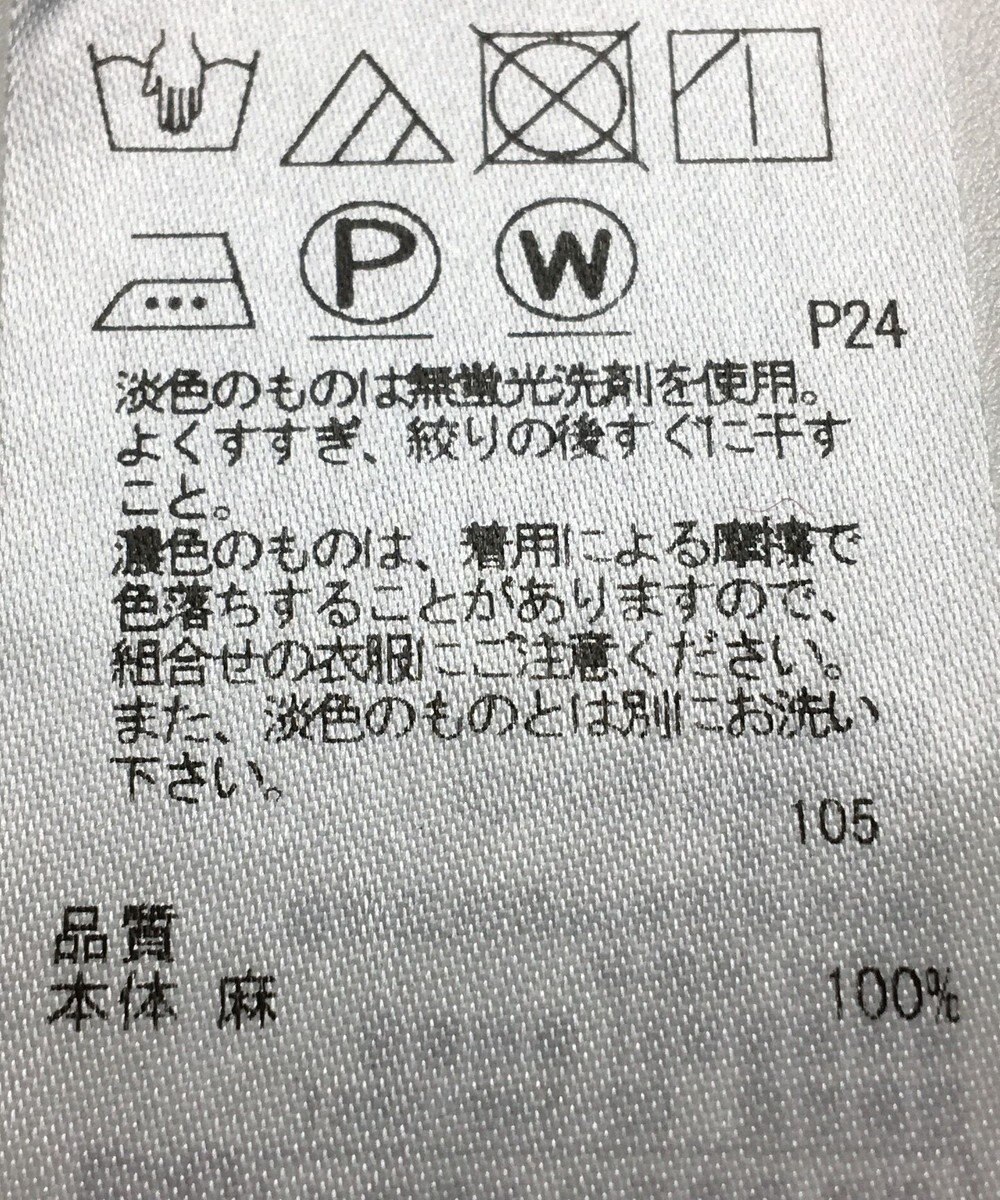 P W
P24
淡色のものは無蛍光洗剤を使用。
よくすすぎ、絞りの後すぐに干す
こと。
濃色のものは、着用による摩擦で
色落ちすることがありますので、
組合せの衣服にご注意ください。
また、淡色のものとは別にお洗い
下さい。
105
品質
本体 麻 100%